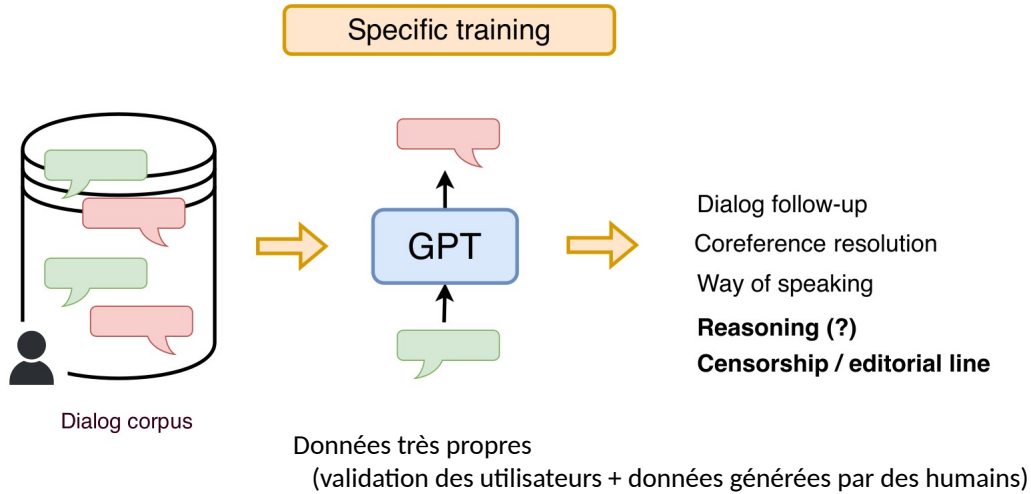 Specific training
GPT
Dialog corpus
Dialog follow-up
Coreference resolution
Way of speaking
Reasoning (?)
Censorship / editorial line
Données très propres
(validation des utilisateurs + données générées par des humains)